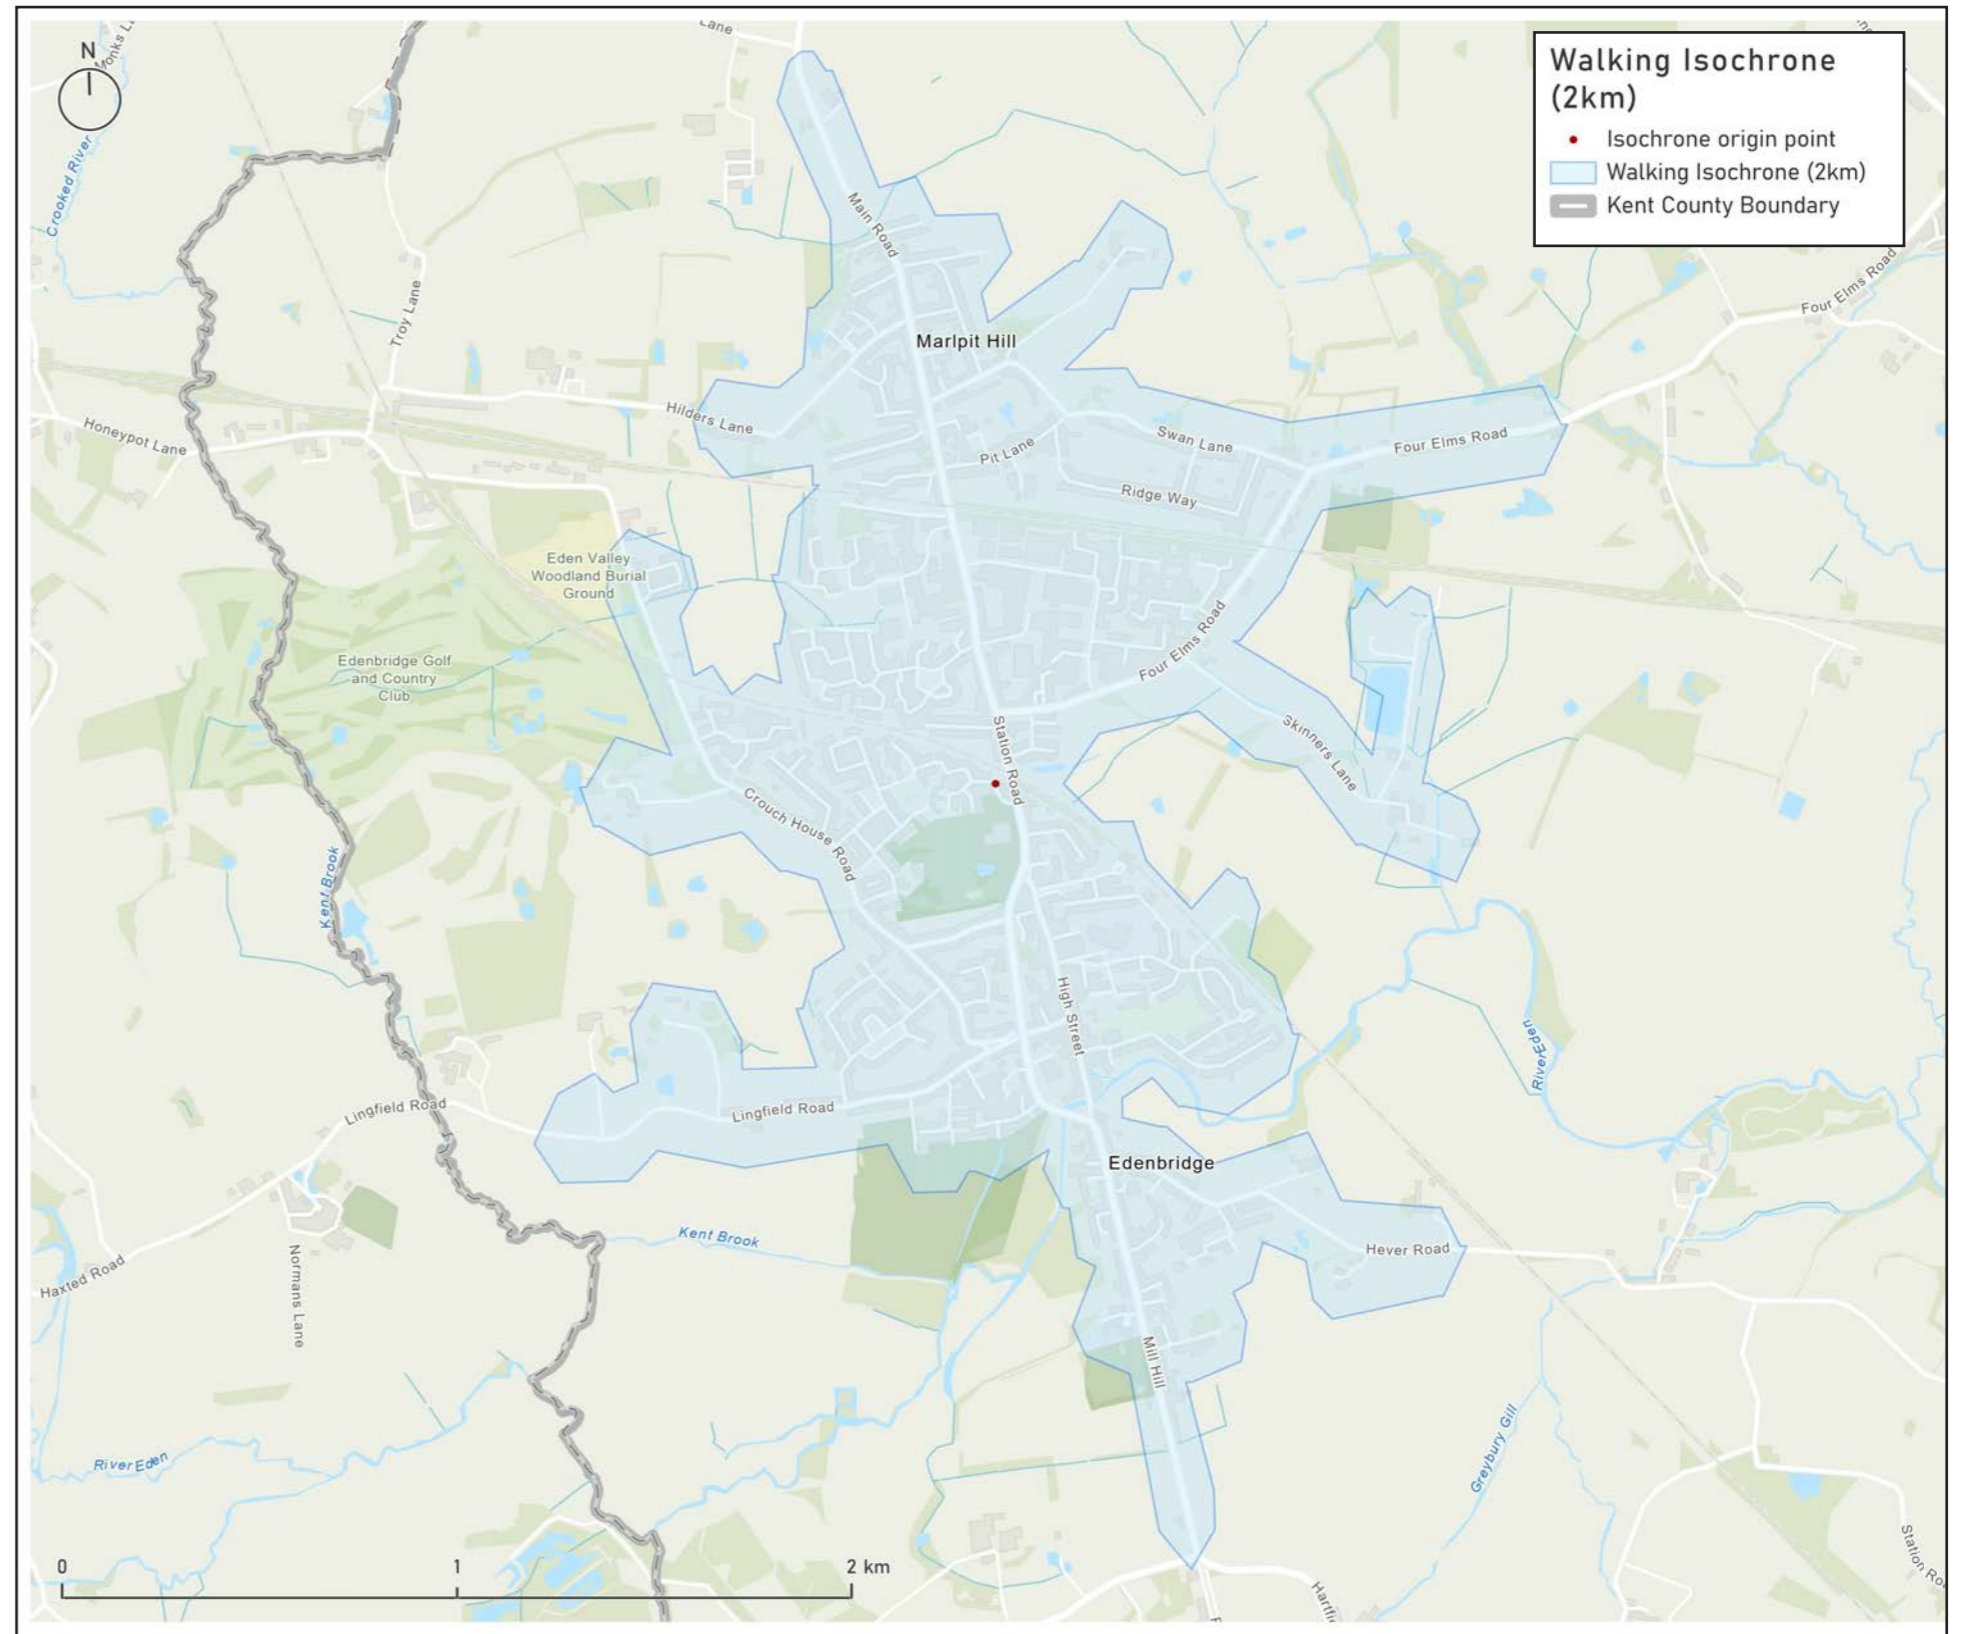 Walking Isochrone
(2km)
Isochrone origin point
Walking Isochrone (2km)
Kent County Boundary
N
Lane
Crooked River
Main Road
Troy Lane
Four Elms Road
Marlpit Hill
Hilders Lane
Honeypot Lane
Pit Lane
Swan Lane
Four Elms Road
Ridge Way
Eden Valley
Woodland Burial
Ground
Edenbridge Golf
and Country
Club
Four Elms Road
Station Road
Skinners Lane
Crouch House Road
Kent Brook
High Street
River Eden
Lingfield Road
Lingfield Road
Edenbridge
Kent Brook
Hever Road
Haxted Road
Normans Lane
Mill Hill
River Eden
Greybury Gill
0 1 2 km